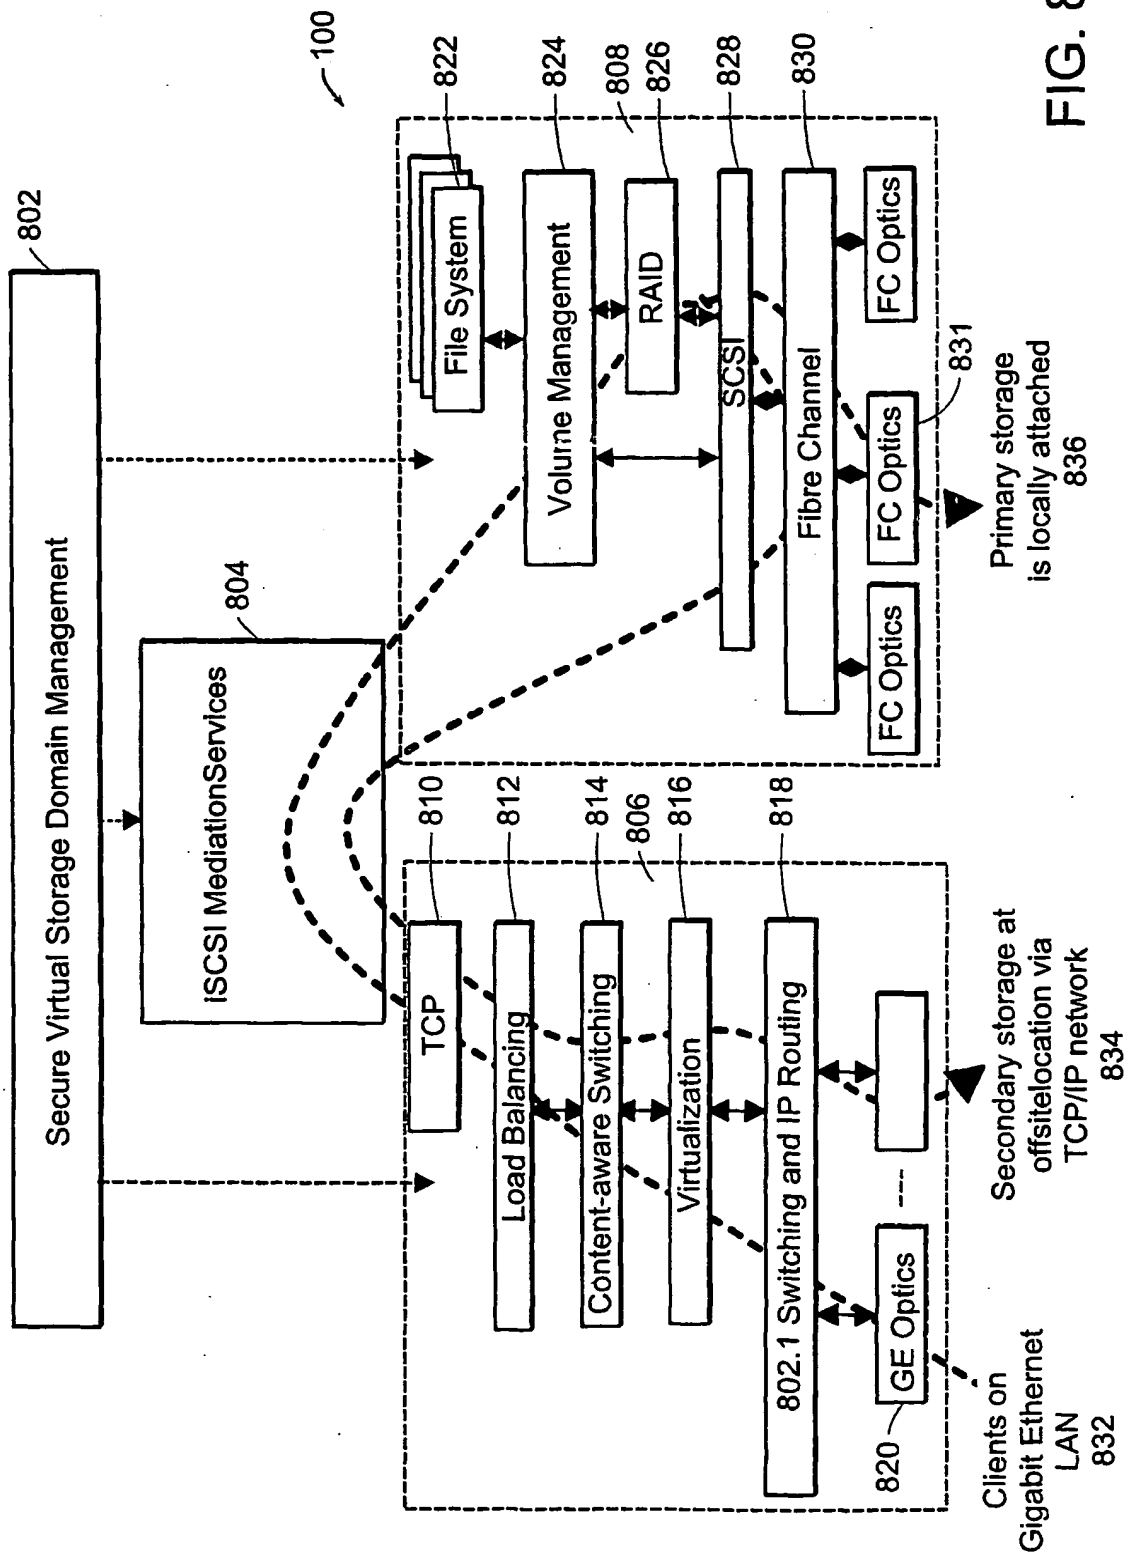 802
Secure Virtual Storage Domain Management
100
804
iSCSI MediationServices
810
TCP
812
Load Balancing
814
Content-aware Switching
806
816
Virtualization
818
802.1 Switching and IP Routing
820
GE Optics
822
File System
824
Volume Management
808
826
RAID
828
SCSI
830
Fibre Channel
FC Optics
FC Optics
FC Optics
831
Clients on
Gigabit Ethernet
LAN
832
Secondary storage at
offsitelocation via
TCP/IP network
834
Primary storage
is locally attached
836
FIG. 8